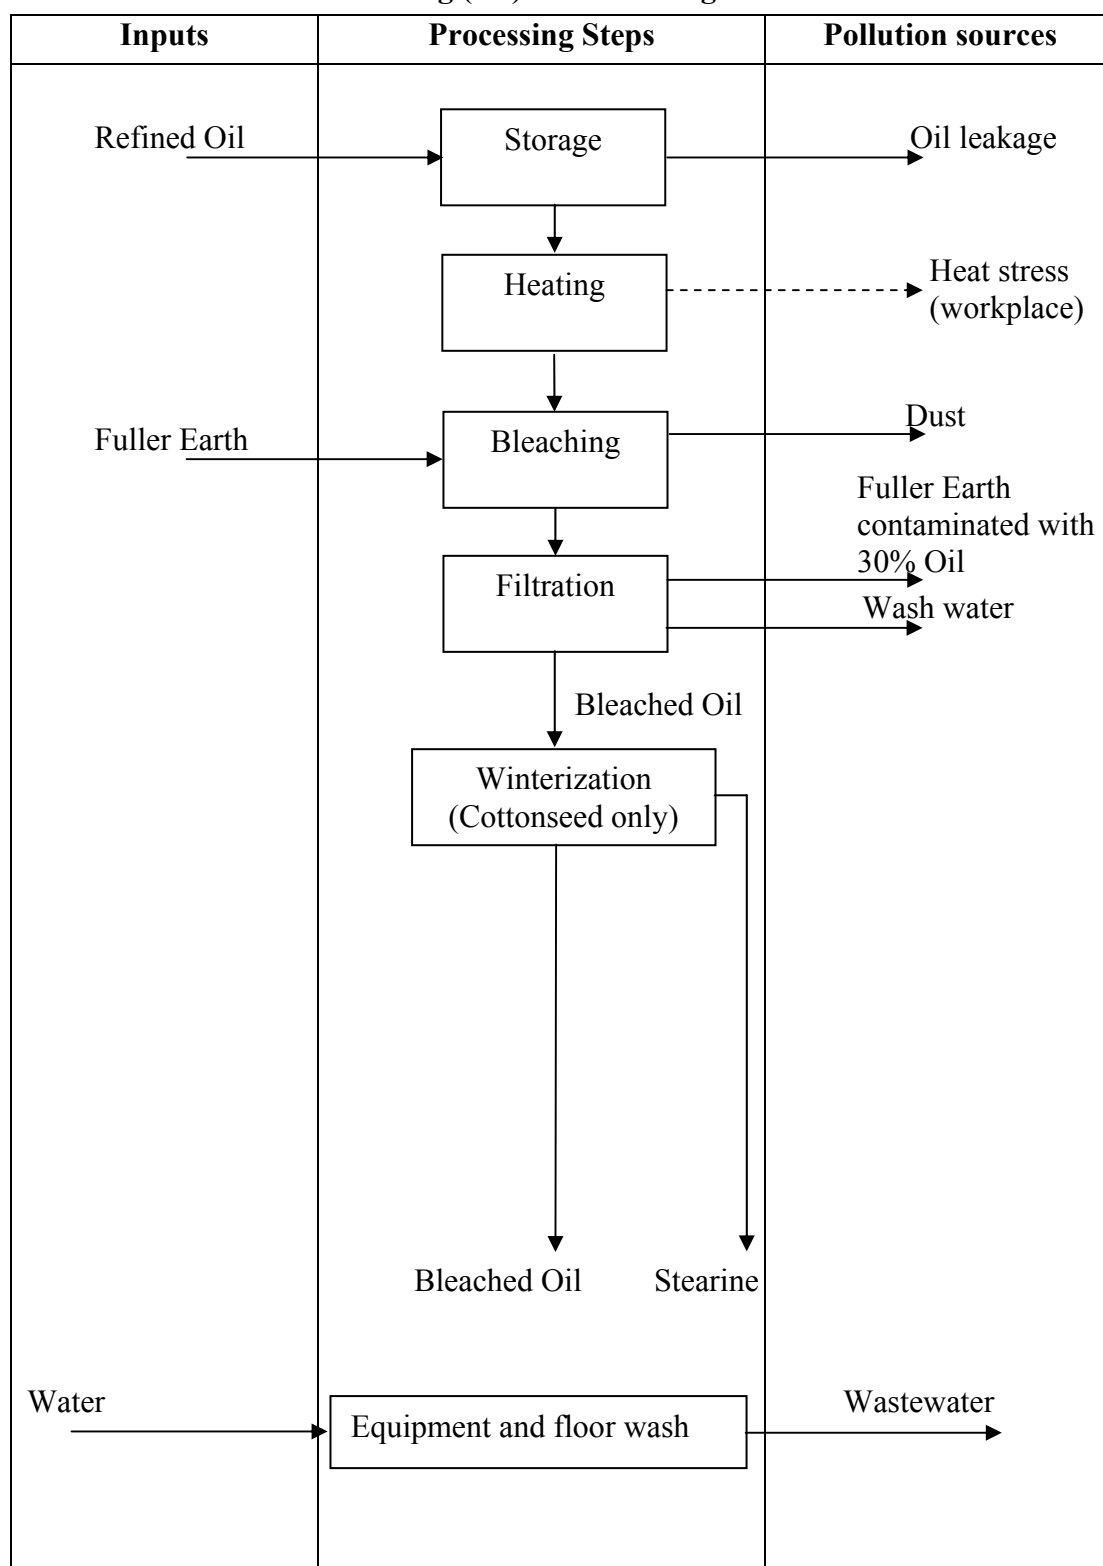 Inputs
Processing Steps
Pollution sources
Refined Oil
Storage
Oil leakage
Heating
Heat stress
(workplace)
Fuller Earth
Bleaching
Dust
Fuller Earth
contaminated with
30% Oil
Filtration
Wash water
Bleached Oil
Winterization
(Cottonseed only)
Bleached Oil
Stearine
Water
Equipment and floor wash
Wastewater